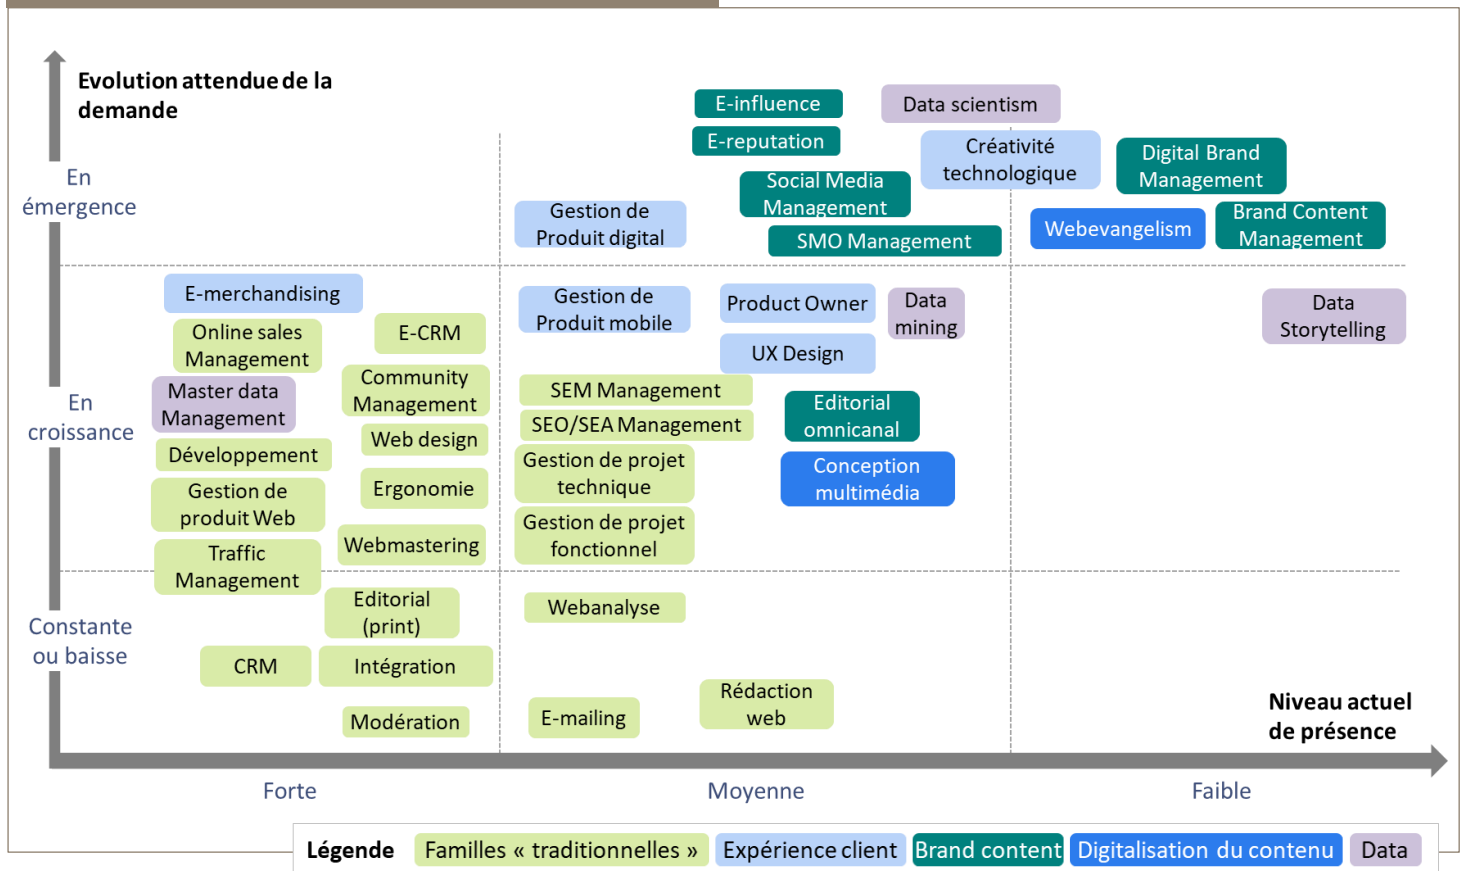 Evolution attendue de la
demande
En
émergence
E-influence
E-reputation
Data scientism
Créativité
technologique
Digital Brand
Management
Social Media
Management
Gestion de
Produit digital
SMO Management
Webevangelism
Brand Content
Management
En
croissance
E-merchandising
Online sales
Management
E-CRM
Master data
Management
Community
Management
Développement
Web design
Gestion de
produit Web
Ergonomie
Traffic
Management
Webmastering
Gestion de
Produit mobile
Product Owner
Data
mining
UX Design
SEM Management
SEO/SEA Management
Editorial
omnicanal
Gestion de projet
technique
Conception
multimédia
Gestion de projet
fonctionnel
Data
Storytelling
Constante
ou baisse
Editorial
(print)
CRM
Intégration
Modération
Webanalyse
E-mailing
Rédaction
web
Niveau actuel
de présence
Forte
Moyenne
Faible
Légende
Familles « traditionnelles »
Expérience client
Brand content
Digitalisation du contenu
Data